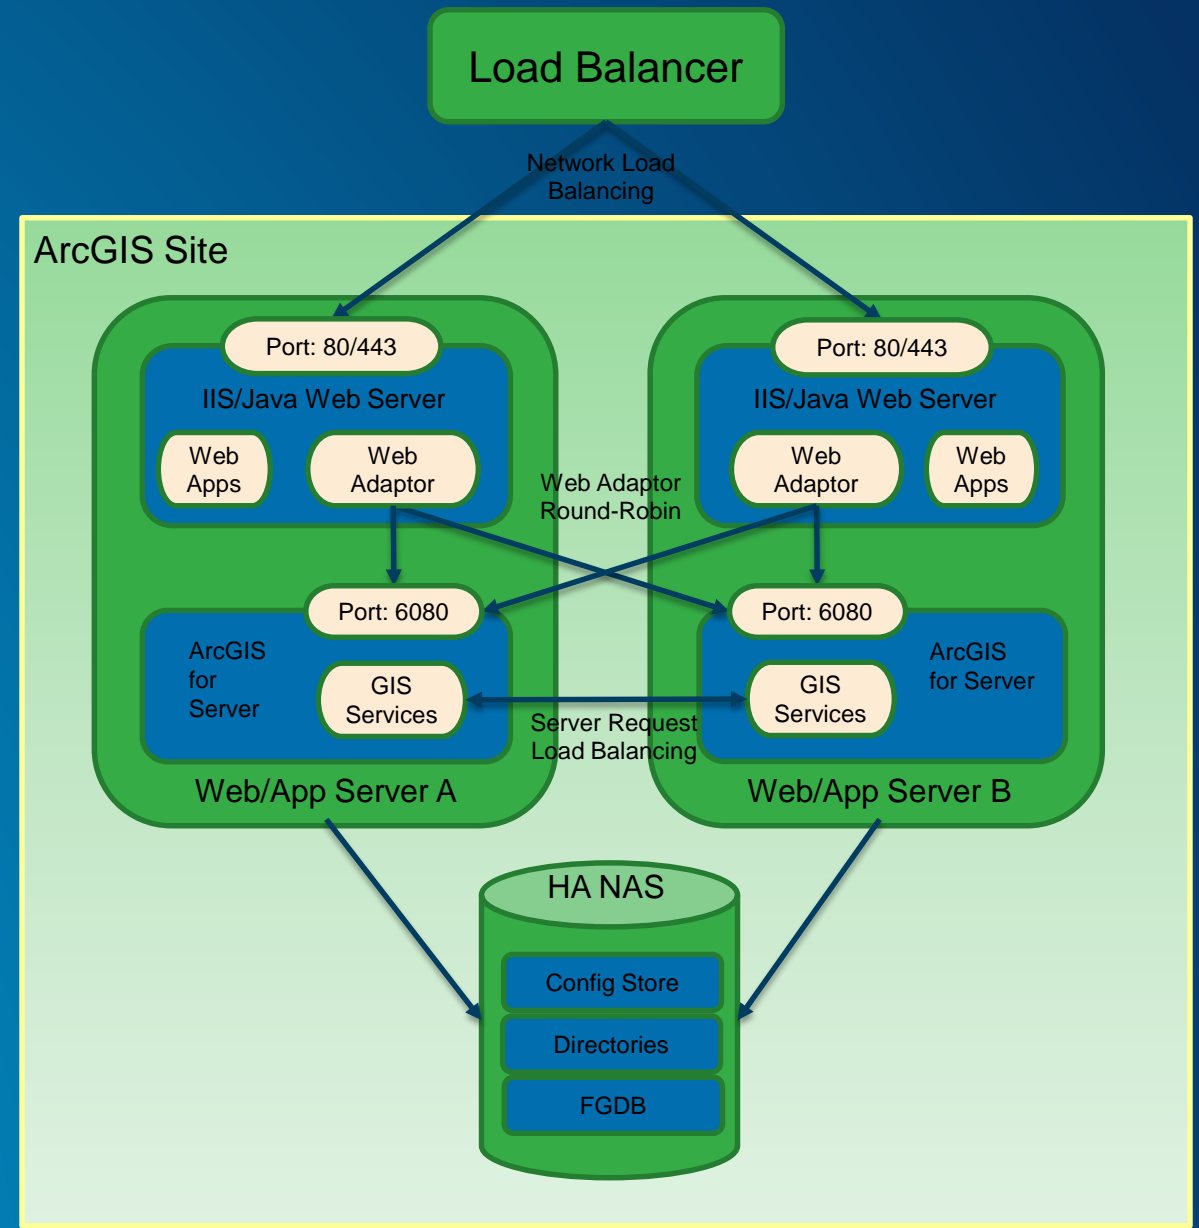 Load Balancer
Network Load
Balancing
ArcGIS Site
Port: 80/443
IIS/Java Web Server
Web
Apps
Web
Adaptor
Port: 80/443
IIS/Java Web Server
Web
Adaptor
Web
Apps
Web Adaptor
Round-Robin
Port: 6080
ArcGIS
for
Server
GIS
Services
Port: 6080
GIS
Services
ArcGIS
for Server
Server Request
Load Balancing
Web/App Server A
Web/App Server B
HA NAS
Config Store
Directories
FGDB